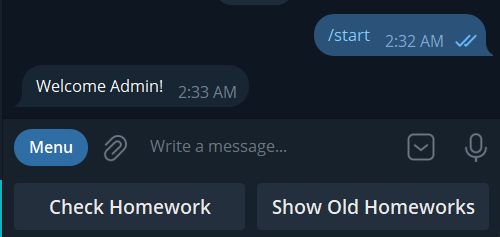 /start 2:32 AM
Welcome Admin! 2:33 AM
Menu Write a message...
Check Homework Show Old Homeworks